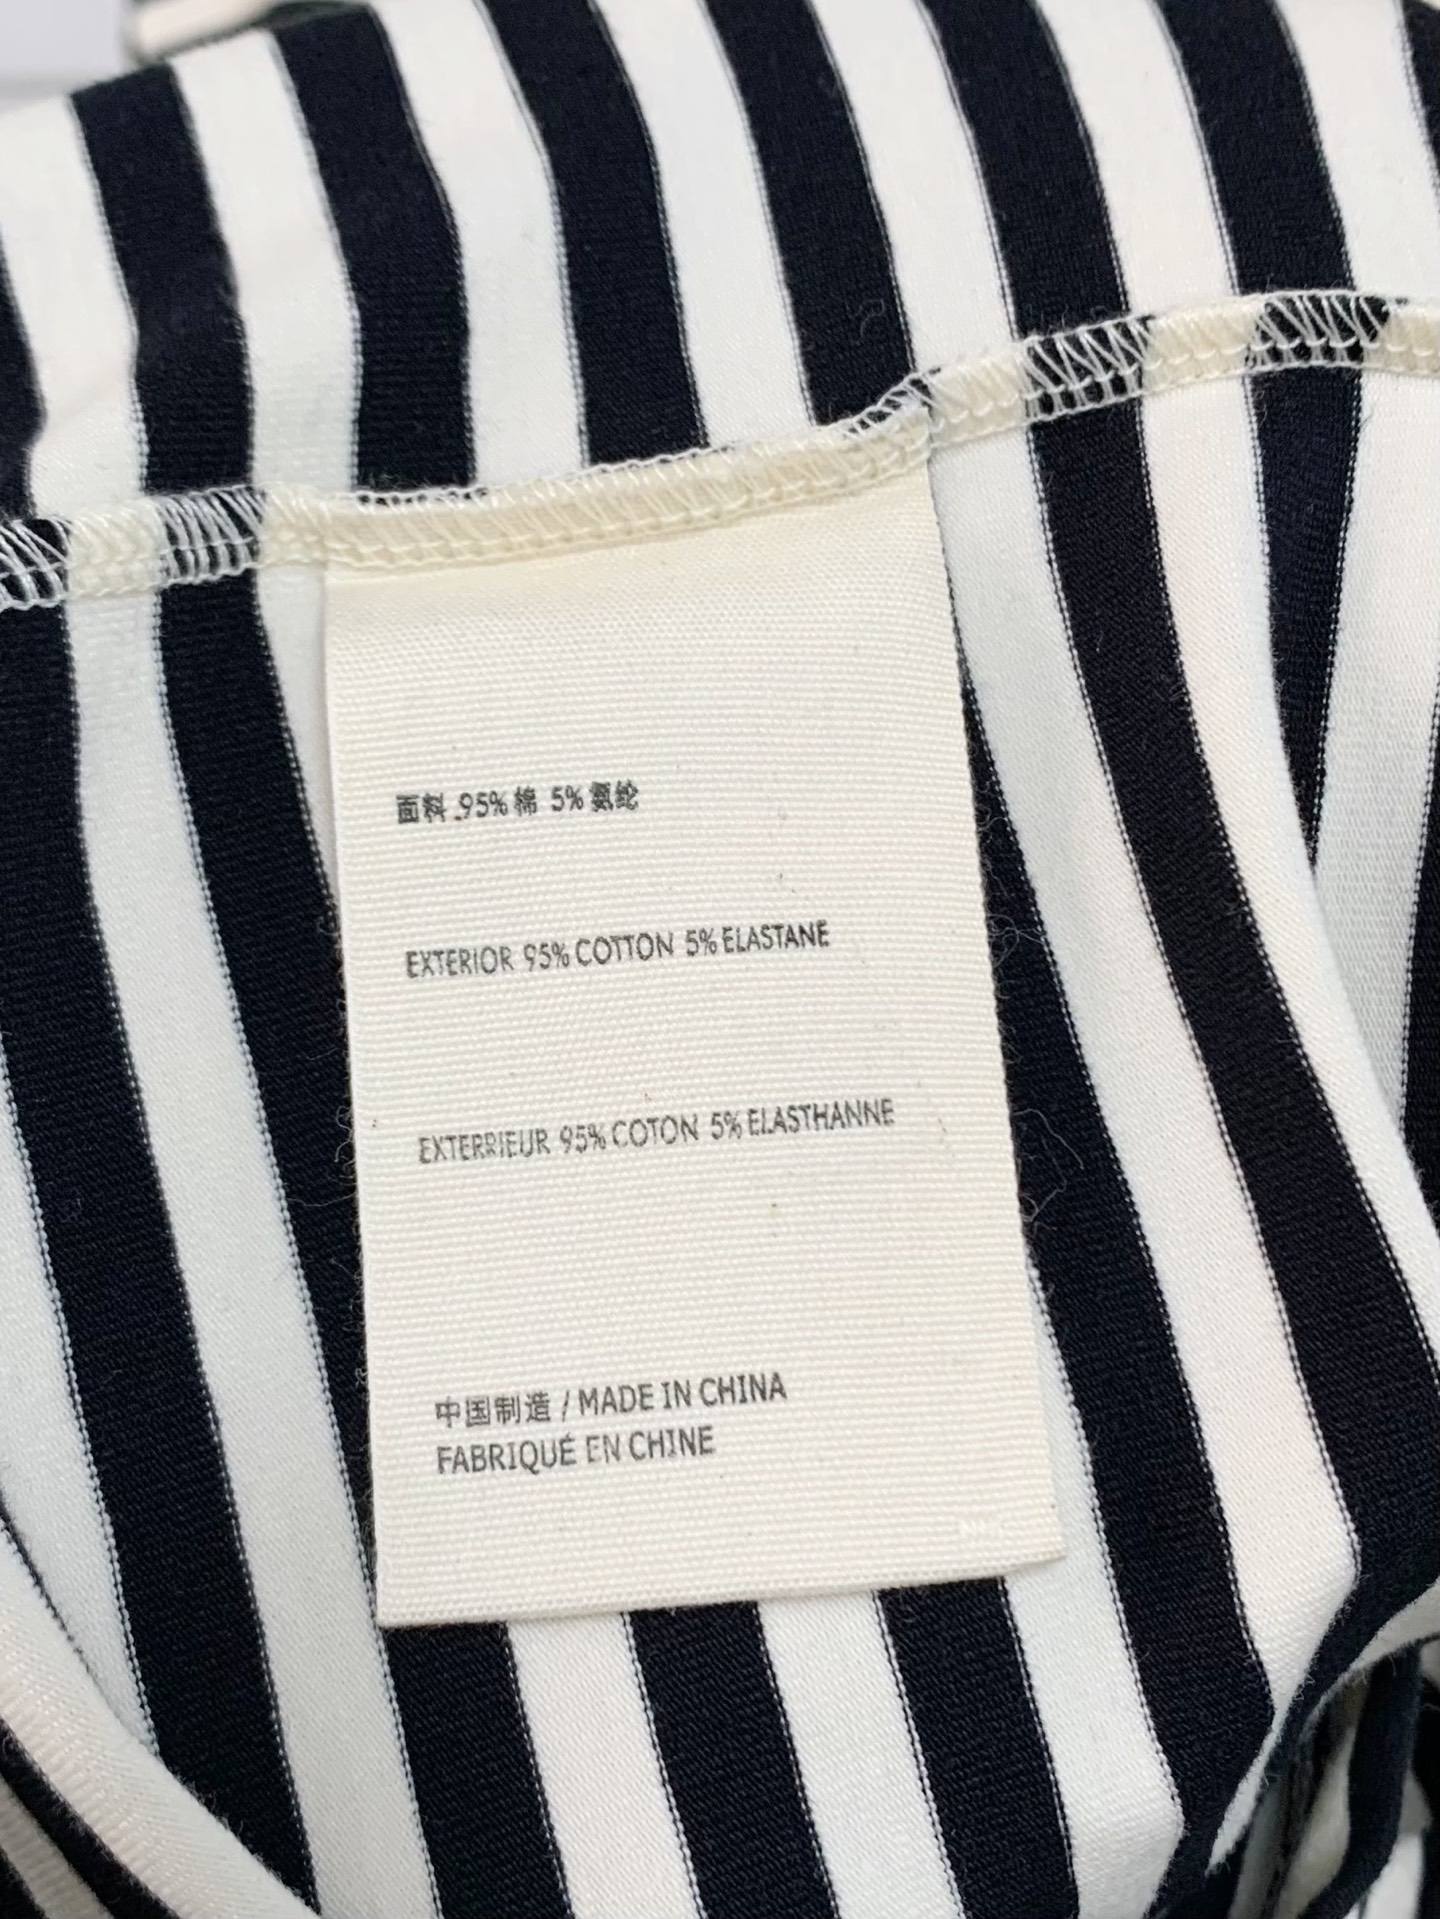 面料 95%棉 5%氨纶
EXTERIOR 95% COTTON 5% ELASTANE
EXTERRIEUR 95% COTON 5% ELASTHANNE
中国制造 / MADE IN CHINA
FABRIQUÉ EN CHINE